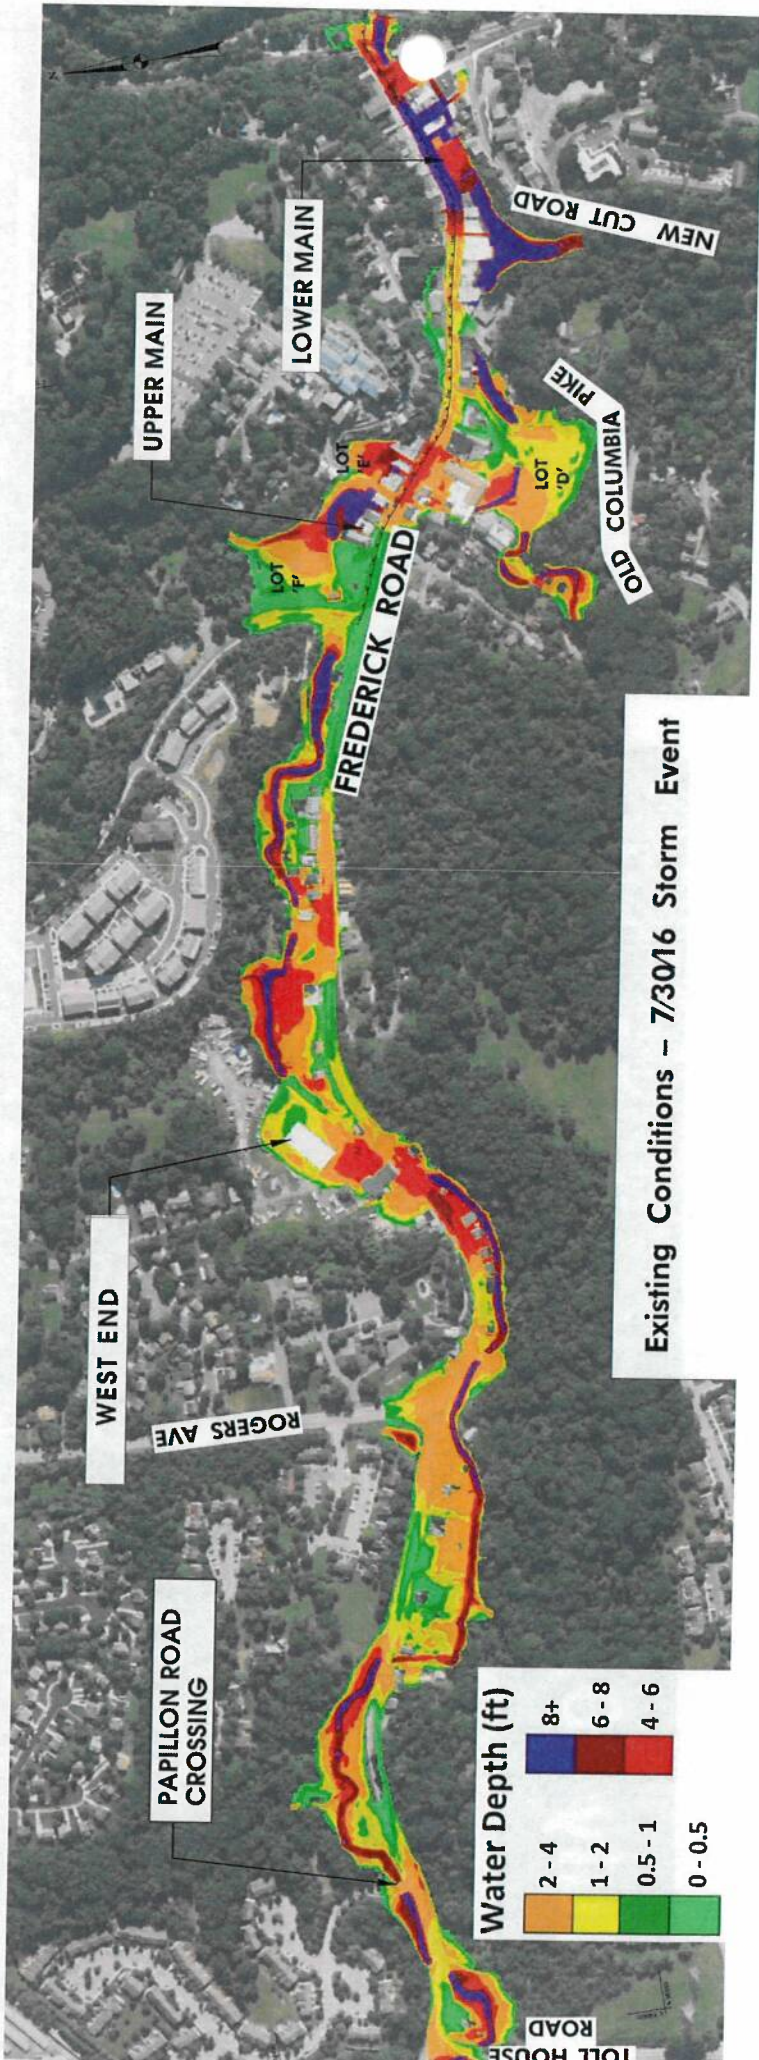 NEW CUT ROAD
LOWER MAIN
UPPER MAIN
LOT
'E'
LOT
'D'
OLD COLUMBIA
PIKE
LOT
'F'
FREDERICK ROAD
WEST END
ROGERS AVE
PAPILLON ROAD
CROSSING
Existing Conditions – 7/30/16 Storm Event
Water Depth (ft)
2 - 4
1 - 2
0.5 - 1
0 - 0.5
8+
6 - 8
4 - 6
TOLL HOUSE
ROAD
N